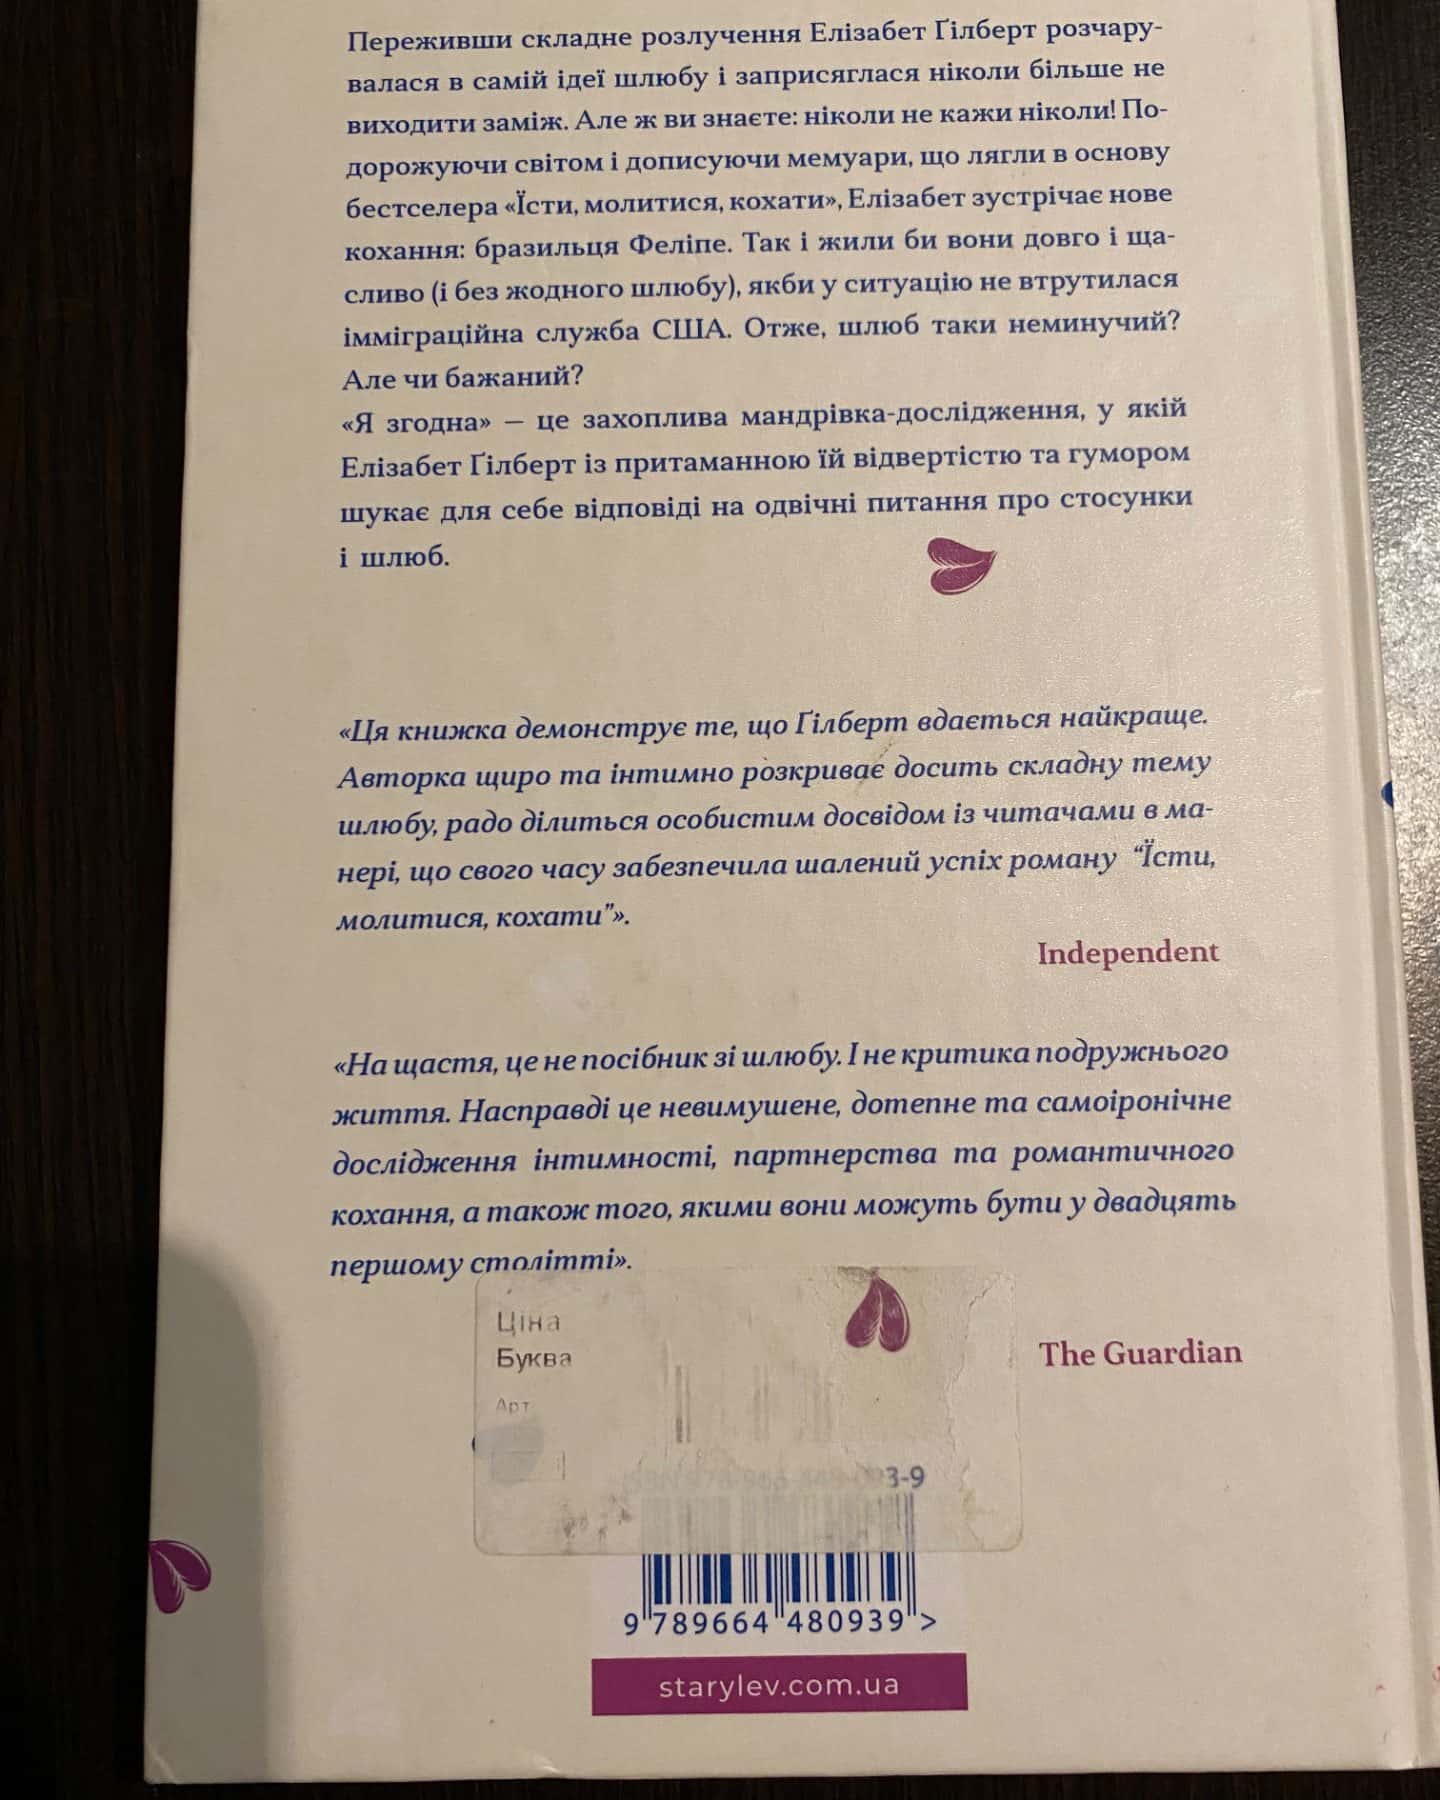 Переживши складне розлучення Елізабет Ґілберт розчару-
валася в самій ідеї шлюбу і заприсяглася ніколи більше не
виходити заміж. Але ж ви знаєте: ніколи не кажи ніколи! По-
дорожуючи світом і дописуючи мемуари, що лягли в основу
бестселера «Їсти, молитися, кохати», Елізабет зустрічає нове
кохання: бразильця Феліпе. Так і жили би вони довго і ща-
сливо (і без жодного шлюбу), якби у ситуацію не втрутилася
імміграційна служба США. Отже, шлюб таки неминучий?
Але чи бажаний?
«Я згодна» — це захоплива мандрівка-дослідження, у якій
Елізабет Ґілберт із притаманною їй відвертістю та гумором
шукає для себе відповіді на одвічні питання про стосунки
і шлюб.
«Ця книжка демонструє те, що Ґілберт вдається найкраще.
Авторка щиро та інтимно розкриває досить складну тему
шлюбу, радо ділиться особистим досвідом із читачами в ма-
нері, що свого часу забезпечила шалений успіх роману “Їсти,
молитися, кохати”».
Independent
«На щастя, це не посібник зі шлюбу. І не критика подружнього
життя. Насправді це невимушене, дотепне та самоіронічне
дослідження інтимності, партнерства та романтичного
кохання, а також того, якими вони можуть бути у двадцять
першому столітті».
The Guardian
Ціна
Буква
Арт
3-9
9 789664 480939 >
starylev.com.ua